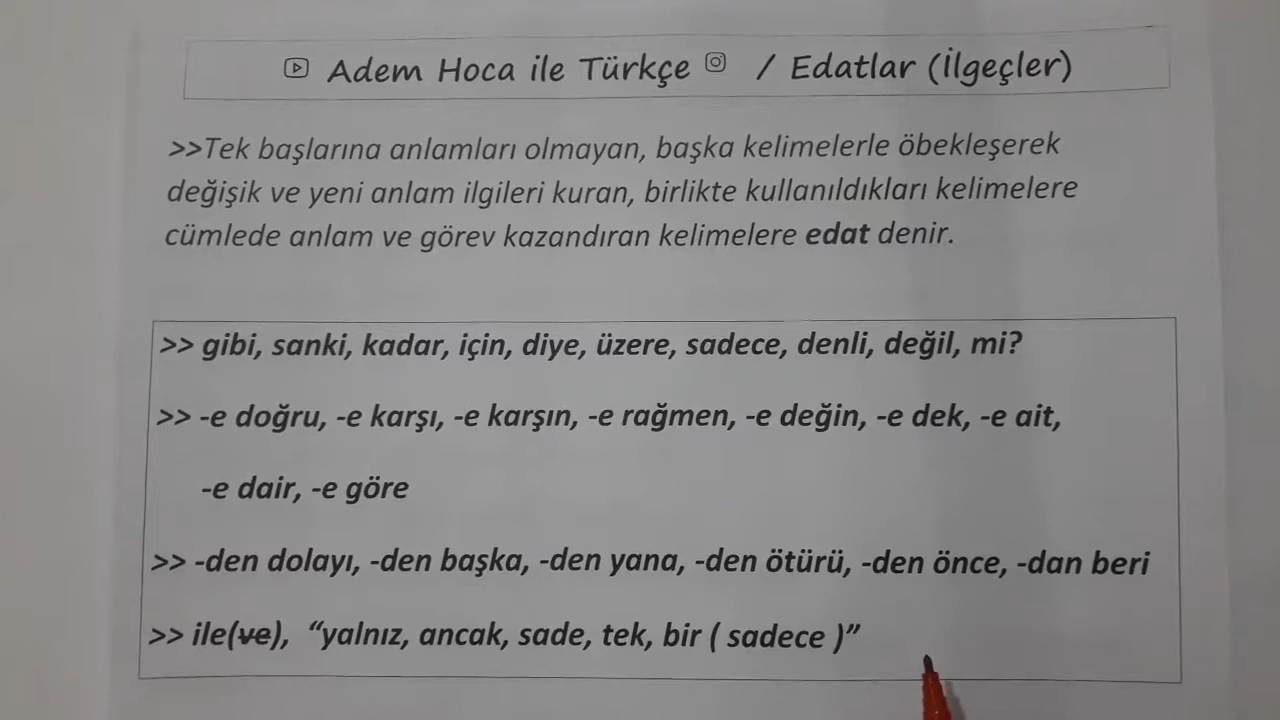 Adem Hoca ile Türkçe / Edatlar (İlgeçler)
>>Tek başlarına anlamları olmayan, başka kelimelerle öbekleşerek
değişik ve yeni anlam ilgileri kuran, birlikte kullanıldıkları kelimelere
cümlede anlam ve görev kazandıran kelimelere edat denir.
>> gibi, sanki, kadar, için, diye, üzere, sadece, denli, değil, mi?
>> -e doğru, -e karşı, -e karşın, -e rağmen, -e değin, -e dek, -e ait,
-e dair, -e göre
>> -den dolayı, -den başka, -den yana, -den ötürü, -den önce, -dan beri
>> ile(ve), “yalnız, ancak, sade, tek, bir ( sadece )”